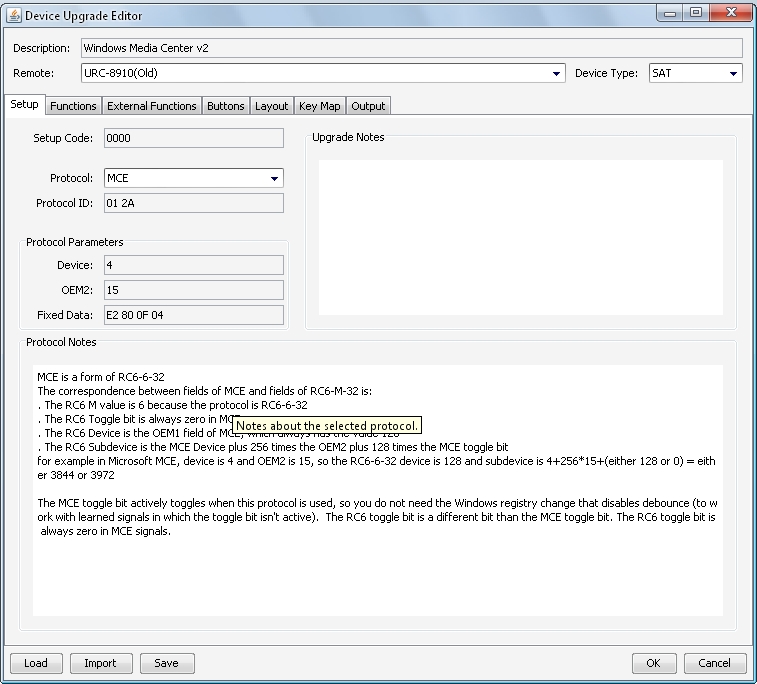 Device Upgrade Editor
Description: Windows Media Center v2
Remote: URC-8910(Old) Device Type: SAT
Setup Functions External Functions Buttons Layout Key Map Output
Setup Code: 0000
Protocol: MCE
Protocol ID: 01 2A
Protocol Parameters
Device: 4
OEM2: 15
Fixed Data: E2 80 0F 04
Upgrade Notes
Protocol Notes
MCE is a form of RC6-6-32
The correspondence between fields of MCE and fields of RC6-M-32 is:
. The RC6 M value is 6 because the protocol is RC6-6-32
. The RC6 Toggle bit is always zero in MCE
Notes about the selected protocol.
. The RC6 Device is the OEM1 field of MCE, which always has the value 128
. The RC6 Subdevice is the MCE Device plus 256 times the OEM2 plus 128 times the MCE toggle bit
for example in Microsoft MCE, device is 4 and OEM2 is 15, so the RC6-6-32 device is 128 and subdevice is 4+256*15+(either 128 or 0) = eith
er 3844 or 3972
The MCE toggle bit actively toggles when this protocol is used, so you do not need the Windows registry change that disables debounce (to w
ork with learned signals in which the toggle bit isn't active). The RC6 toggle bit is a different bit than the MCE toggle bit. The RC6 toggle bit is
always zero in MCE signals.
Load Import Save OK Cancel